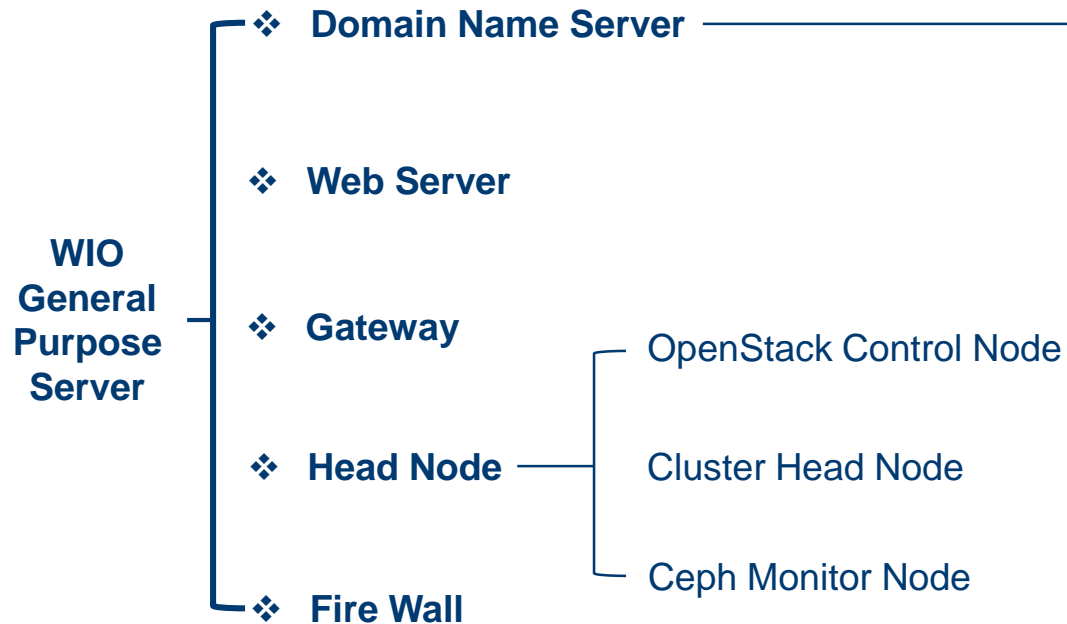 WIO
General
Purpose
Server
❖ Domain Name Server
❖ Web Server
❖ Gateway
❖ Head Node
OpenStack Control Node
Cluster Head Node
Ceph Monitor Node
❖ Fire Wall